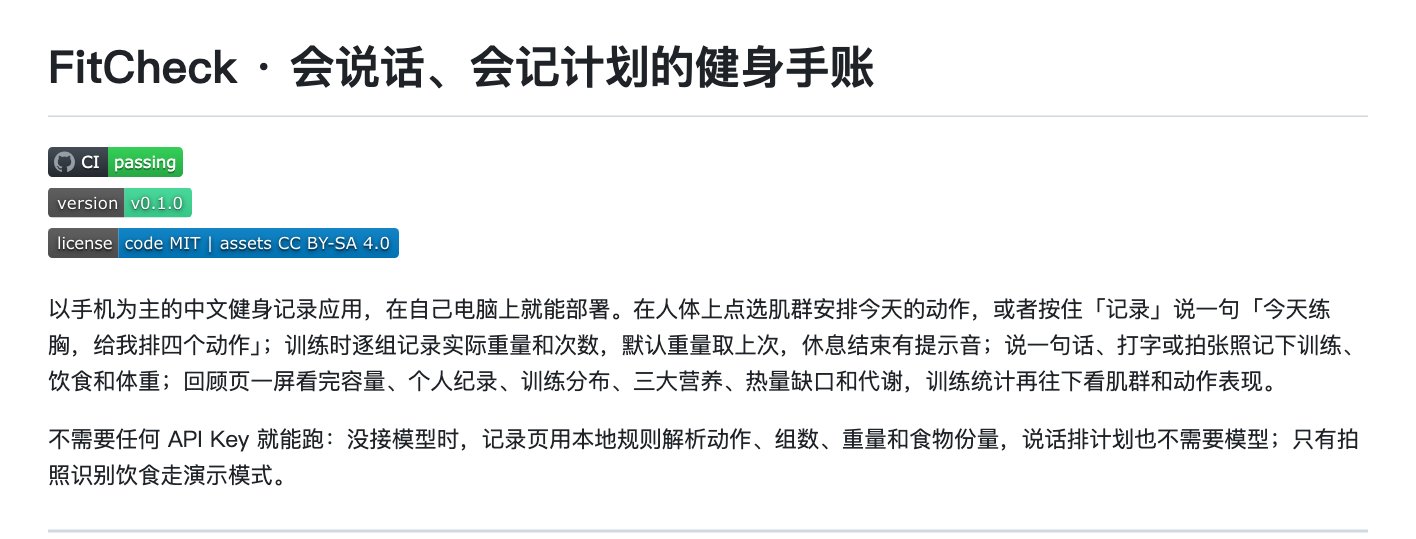 FitCheck · 会说话、会记计划的健身手账
CI passing
version v0.1.0
license code MIT | assets CC BY-SA 4.0
以手机为主的中文健身记录应用，在自己电脑上就能部署。在人体上点选肌群安排今天的动作，或者按住「记录」说一句「今天练
胸，给我排四个动作」；训练时逐组记录实际重量和次数，默认重量取上次，休息结束有提示音；说一句话、打字或拍张照记下训练、
饮食和体重；回顾页一屏看完容量、个人纪录、训练分布、三大营养、热量缺口和代谢，训练统计再往下看肌群和动作表现。
不需要任何 API Key 就能跑：没接模型时，记录页用本地规则解析动作、组数、重量和食物份量，说话排计划也不需要模型；只有拍
照识别饮食走演示模式。